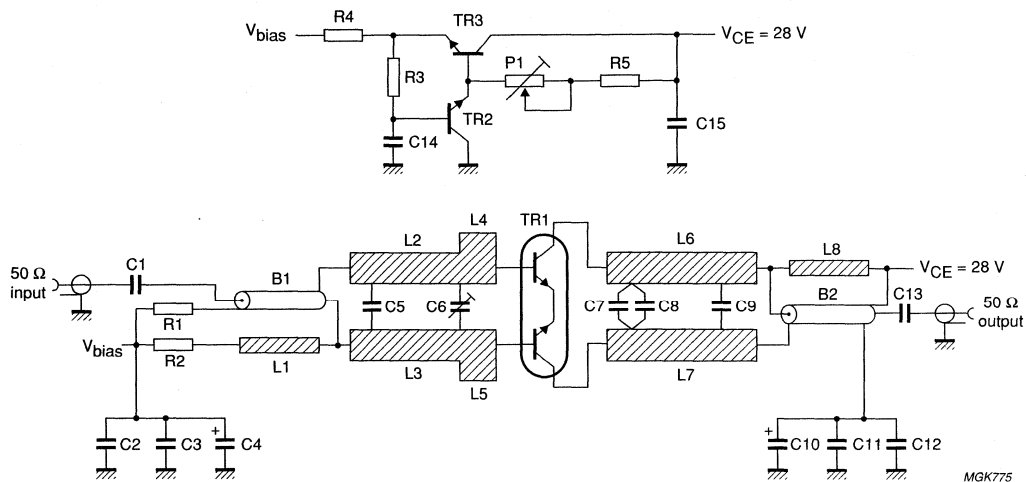 R4
TR3
V_bias
V_CE = 28 V
P1
R5
R3
TR2
C14
C15
L4
TR1
L2
L6
L8
50 Ω
input
C1
B1
V_CE = 28 V
B2
C13
50 Ω
output
C5
C6
C7
C8
C9
R1
V_bias
R2
L1
L3
L5
L7
C2
C3
+
C4
+
C10
C11
C12
MGK775